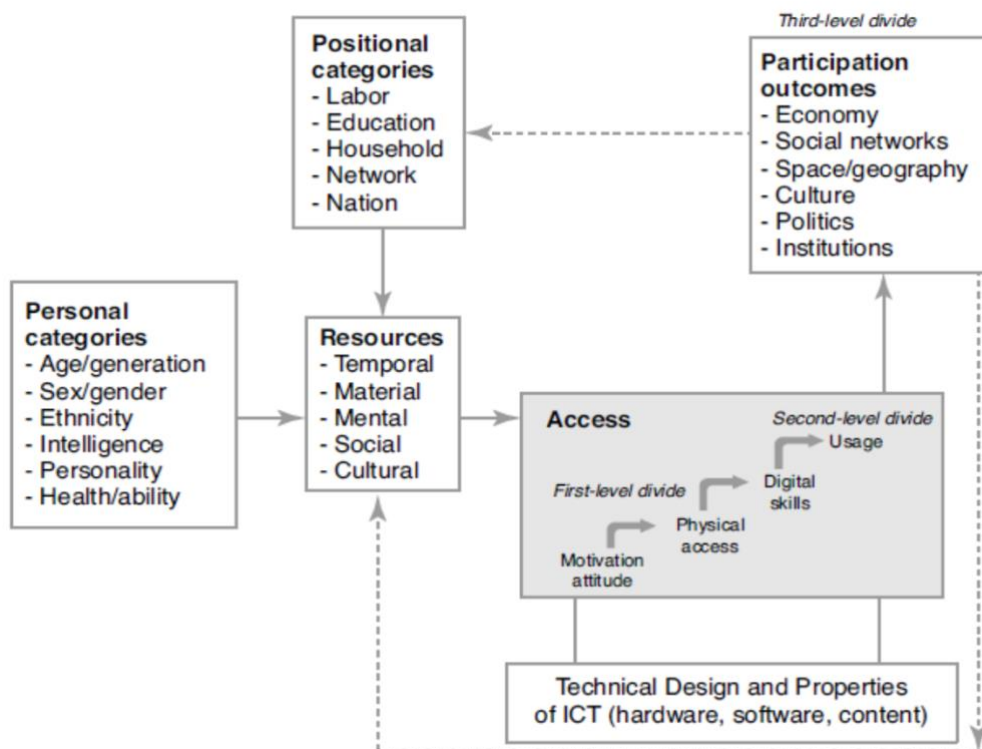 Third-level divide
Positional
categories
- Labor
- Education
- Household
- Network
- Nation
Participation
outcomes
- Economy
- Social networks
- Space/geography
- Culture
- Politics
- Institutions
Personal
categories
- Age/generation
- Sex/gender
- Ethnicity
- Intelligence
- Personality
- Health/ability
Resources
- Temporal
- Material
- Mental
- Social
- Cultural
Access
Second-level divide
Usage
Digital
skills
First-level divide
Physical
access
Motivation
attitude
Technical Design and Properties
of ICT (hardware, software, content)